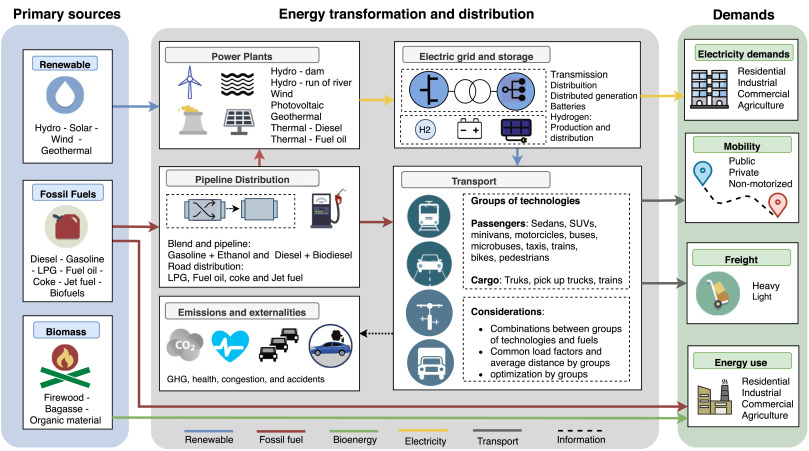 Primary sources
Energy transformation and distribution
Demands
Renewable
Hydro - Solar -
Wind -
Geothermal
Fossil Fuels
Diesel - Gasoline
- LPG - Fuel oil -
Coke - Jet fuel -
Biofuels
Biomass
Firewood -
Bagasse -
Organic material
Power Plants
Hydro - dam
Hydro - run of river
Wind
Photovoltaic
Geothermal
Thermal - Diesel
Thermal - Fuel oil
Electric grid and storage
Transmission
Distribuition
Distributed generation
Batteries
Hydrogen:
Production and
distribution
H2
Pipeline Distribution
Blend and pipeline:
Gasoline + Ethanol and Diesel + Biodiesel
Road distribution:
LPG, Fuel oil, coke and Jet fuel
Emissions and externalities
CO2
GHG, health, congestion, and accidents
Transport
Groups of technologies
Passengers: Sedans, SUVs,
minivans, motorcicles, buses,
microbuses, taxis, trains,
bikes, pedestrians
Cargo: Truks, pick up trucks, trains
Considerations:
• Combinations between groups
of technologies and fuels
• Common load factors and
average distance by groups
• optimization by groups
Electricity demands
Residential
Industrial
Commercial
Agriculture
Mobility
Public
Private
Non-motorized
Freight
Heavy
Light
Energy use
Residential
Industrial
Commercial
Agriculture
Renewable
Fossil fuel
Bioenergy
Electricity
Transport
Information